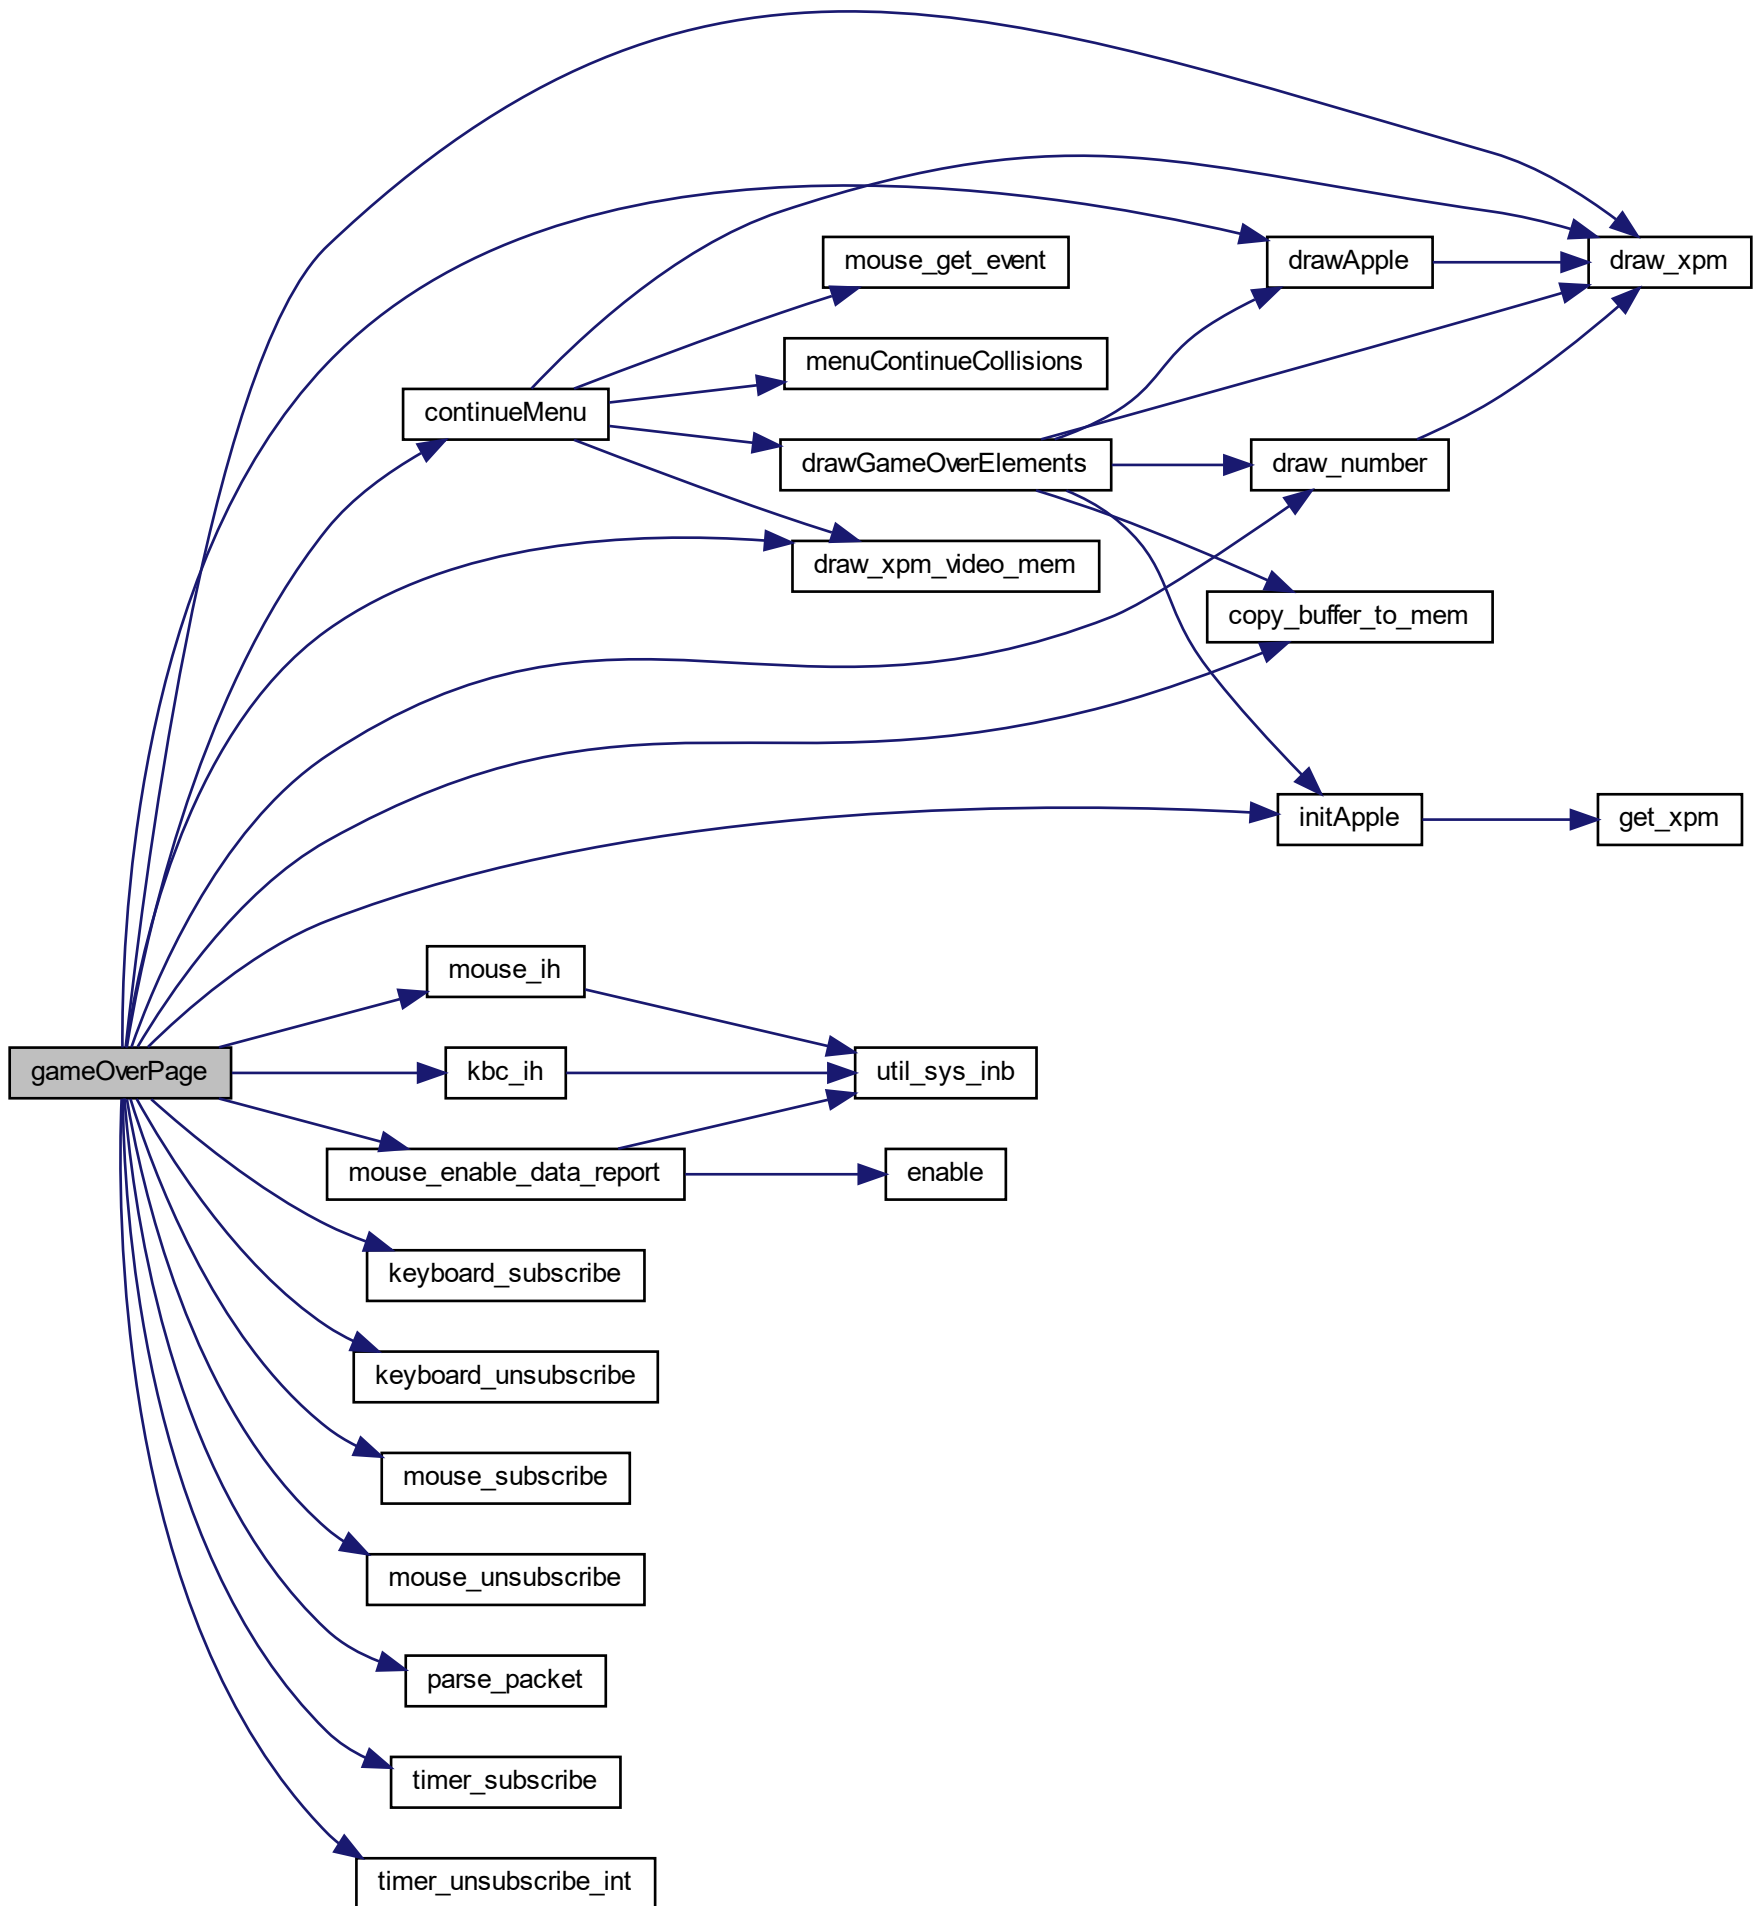 mouse_get_event
drawApple
draw_xpm
menuContinueCollisions
continueMenu
drawGameOverElements
draw_number
draw_xpm_video_mem
copy_buffer_to_mem
initApple
get_xpm
mouse_ih
gameOverPage
kbc_ih
util_sys_inb
mouse_enable_data_report
enable
keyboard_subscribe
keyboard_unsubscribe
mouse_subscribe
mouse_unsubscribe
parse_packet
timer_subscribe
timer_unsubscribe_int